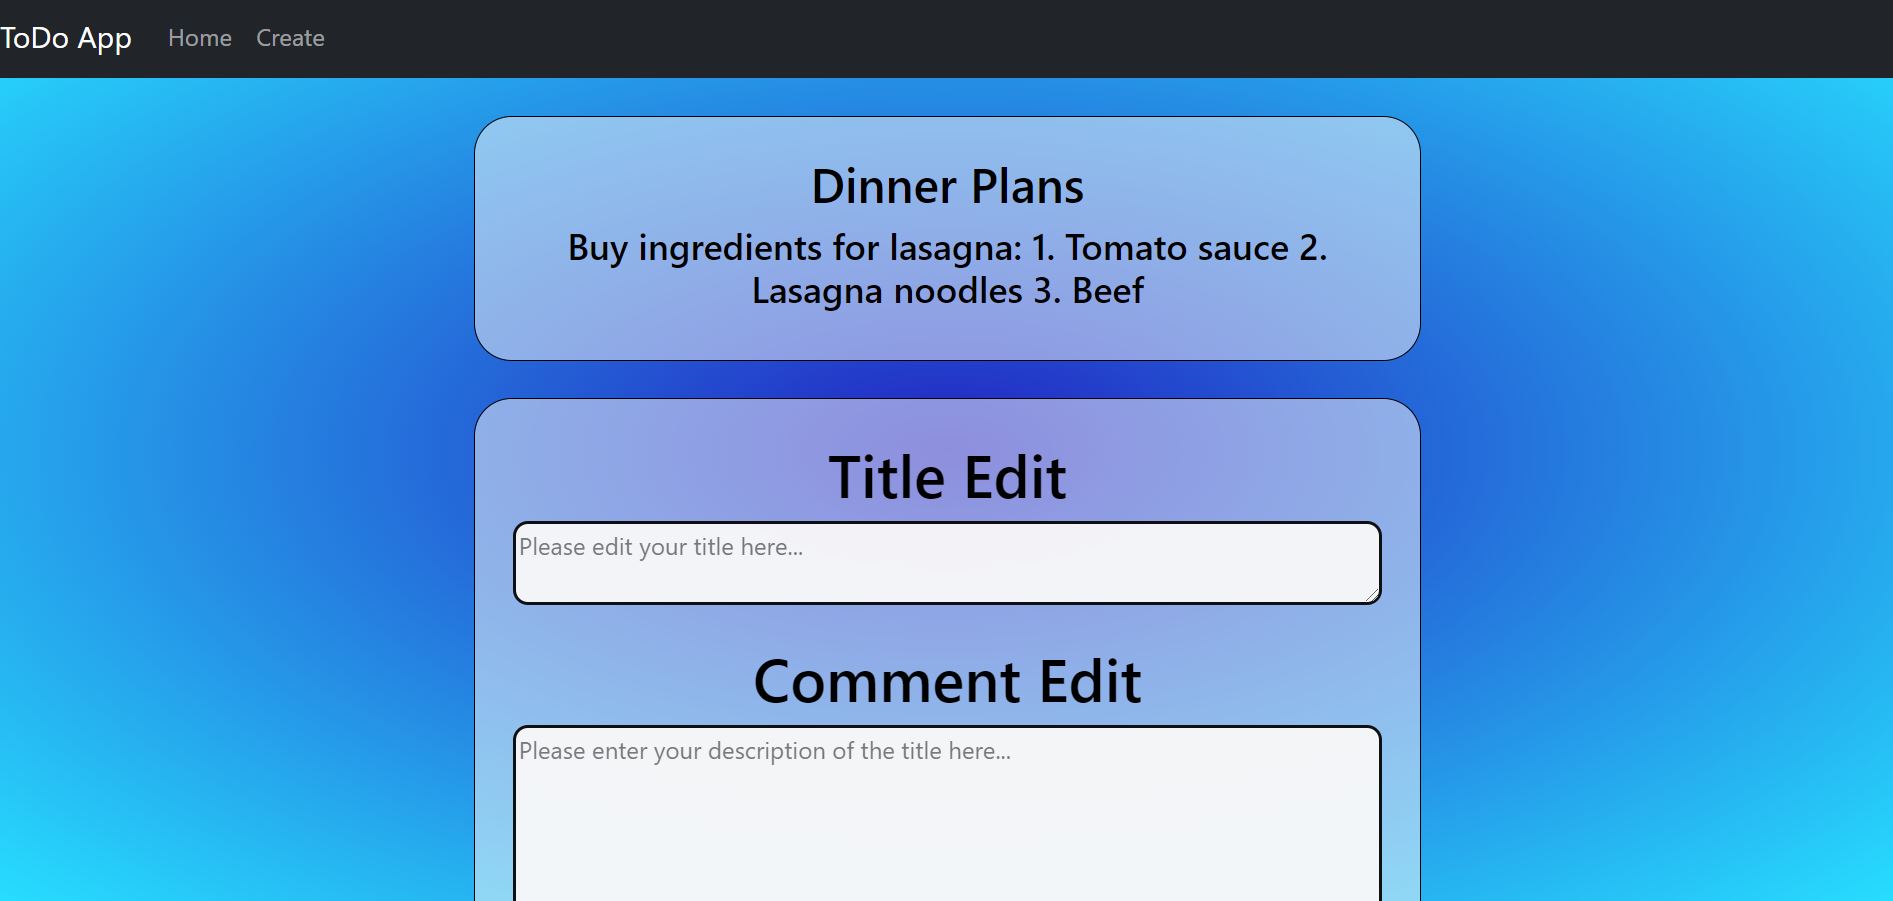 ToDo App Home Create
Dinner Plans
Buy ingredients for lasagna: 1. Tomato sauce 2.
Lasagna noodles 3. Beef
Title Edit
Please edit your title here...
Comment Edit
Please enter your description of the title here...